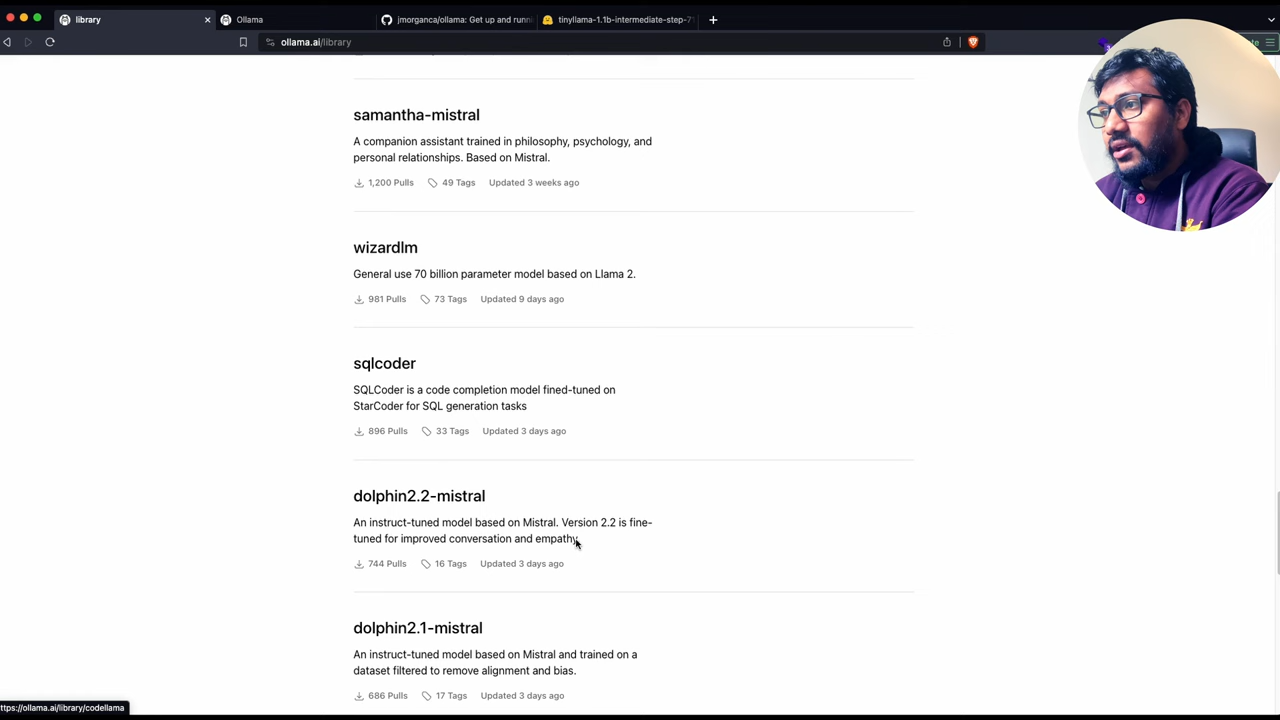 library
Ollama
jmorganca/ollama: Get up and runni
tinyllama-1.1b-intermediate-step-71
ollama.ai/library
samantha-mistral
A companion assistant trained in philosophy, psychology, and
personal relationships. Based on Mistral.
1,200 Pulls 49 Tags Updated 3 weeks ago
wizardlm
General use 70 billion parameter model based on Llama 2.
981 Pulls 73 Tags Updated 9 days ago
sqlcoder
SQLCoder is a code completion model fined-tuned on
StarCoder for SQL generation tasks
896 Pulls 33 Tags Updated 3 days ago
dolphin2.2-mistral
An instruct-tuned model based on Mistral. Version 2.2 is fine-
tuned for improved conversation and empathy.
744 Pulls 16 Tags Updated 3 days ago
dolphin2.1-mistral
An instruct-tuned model based on Mistral and trained on a
dataset filtered to remove alignment and bias.
686 Pulls 17 Tags Updated 3 days ago
ttps://ollama.ai/library/codellama